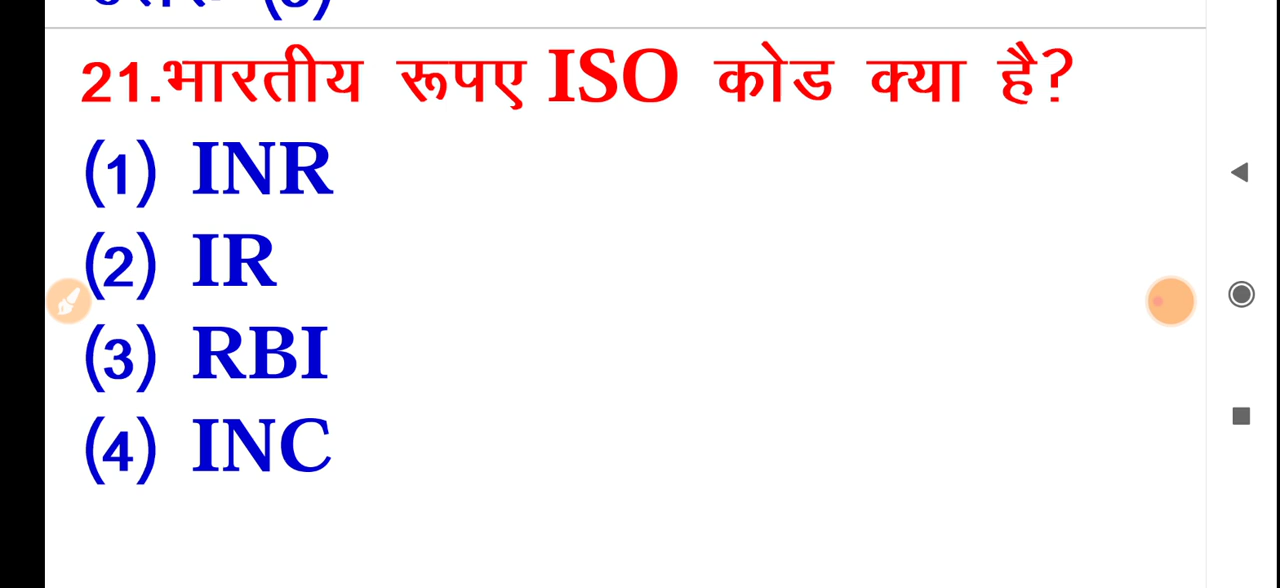 21.भारतीय रूपए ISO कोड क्या है?
(1) INR
(2) IR
(3) RBI
(4) INC